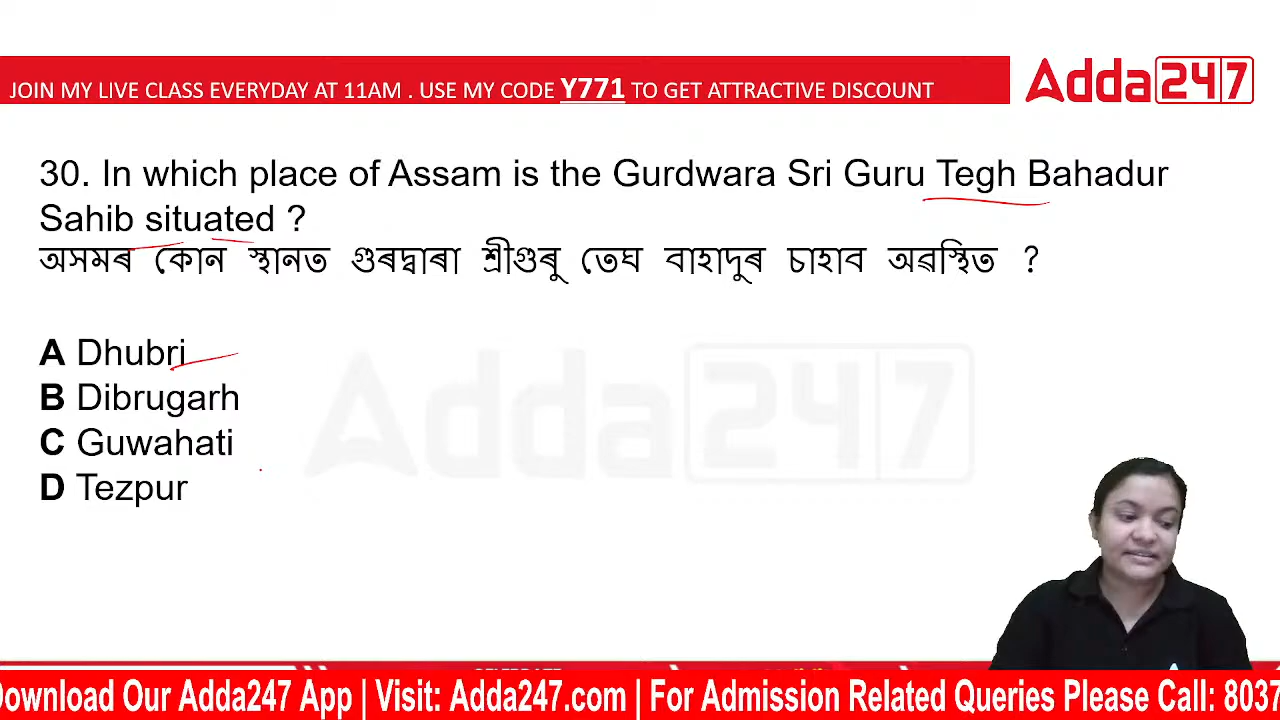 JOIN MY LIVE CLASS EVERYDAY AT 11AM . USE MY CODE Y771 TO GET ATTRACTIVE DISCOUNT
Adda247
30. In which place of Assam is the Gurdwara Sri Guru Tegh Bahadur
Sahib situated ?
অসমৰ কোন স্থানত গুৰদ্বাৰা শ্ৰীগুৰু তেঘ বাহাদুৰ চাহাব অৱস্থিত ?
A Dhubri
B Dibrugarh
C Guwahati
D Tezpur
Adda247
Download Our Adda247 App | Visit: Adda247.com | For Admission Related Queries Please Call: 8037